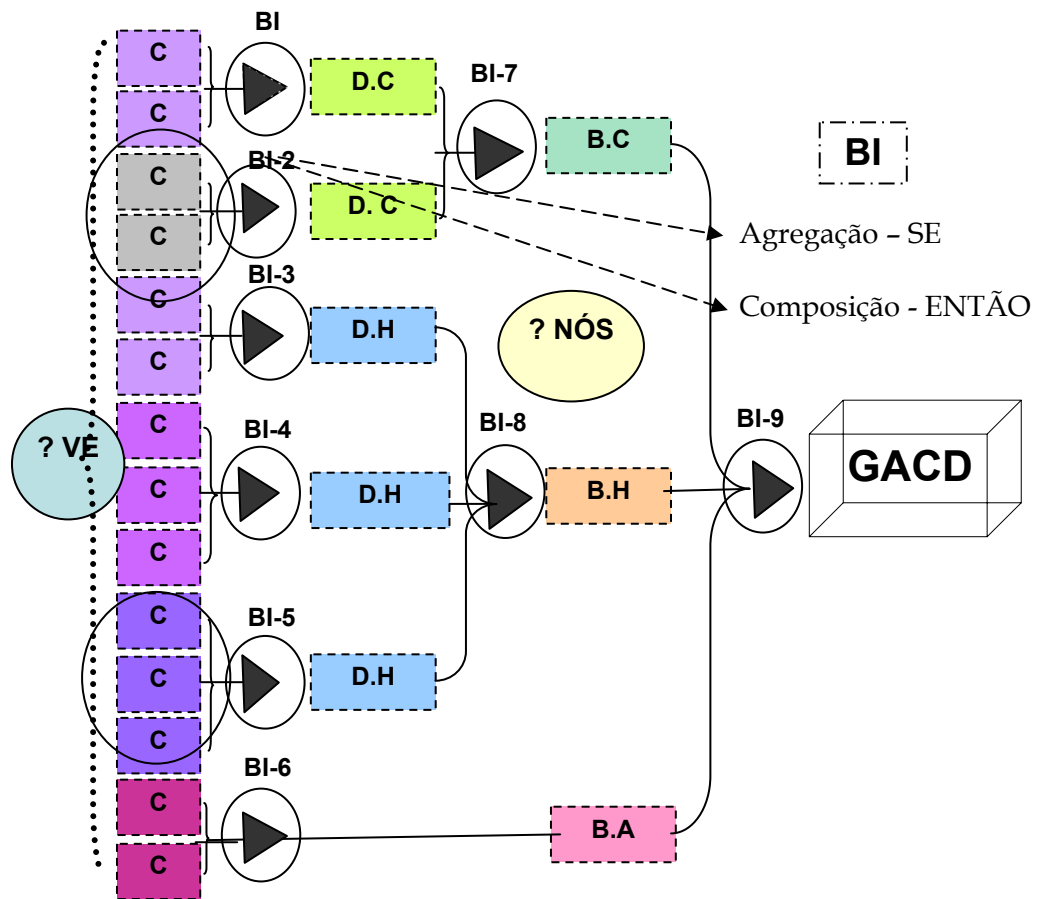 BI
C
D.C
BI-7
C
B.C
BI
C
BI-2
D. C
C
Agregação – SE
BI-3
Composição - ENTÃO
C
D.H
? NÓS
C
BI-4
BI-8
BI-9
C
? VE
GACD
C
D.H
B.H
C
C
BI-5
C
D.H
C
BI-6
C
B.A
C